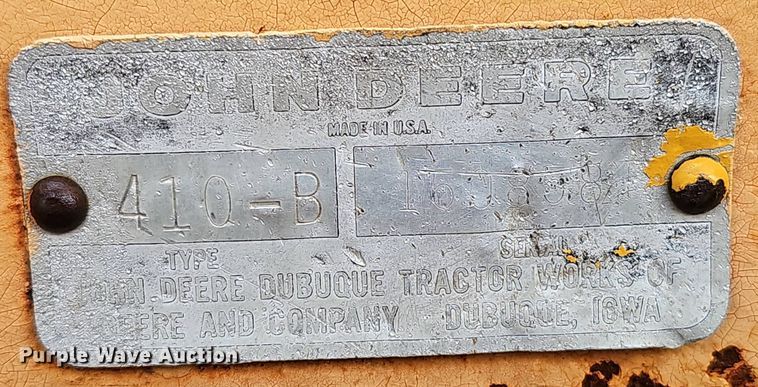 JOHN DEERE
MADE IN U.S.A.
410-B
TYPE SERIAL
JOHN DEERE DUBUQUE TRACTOR WORKS OF
DEERE AND COMPANY DUBUQUE, IOWA
Purple Wave Auction